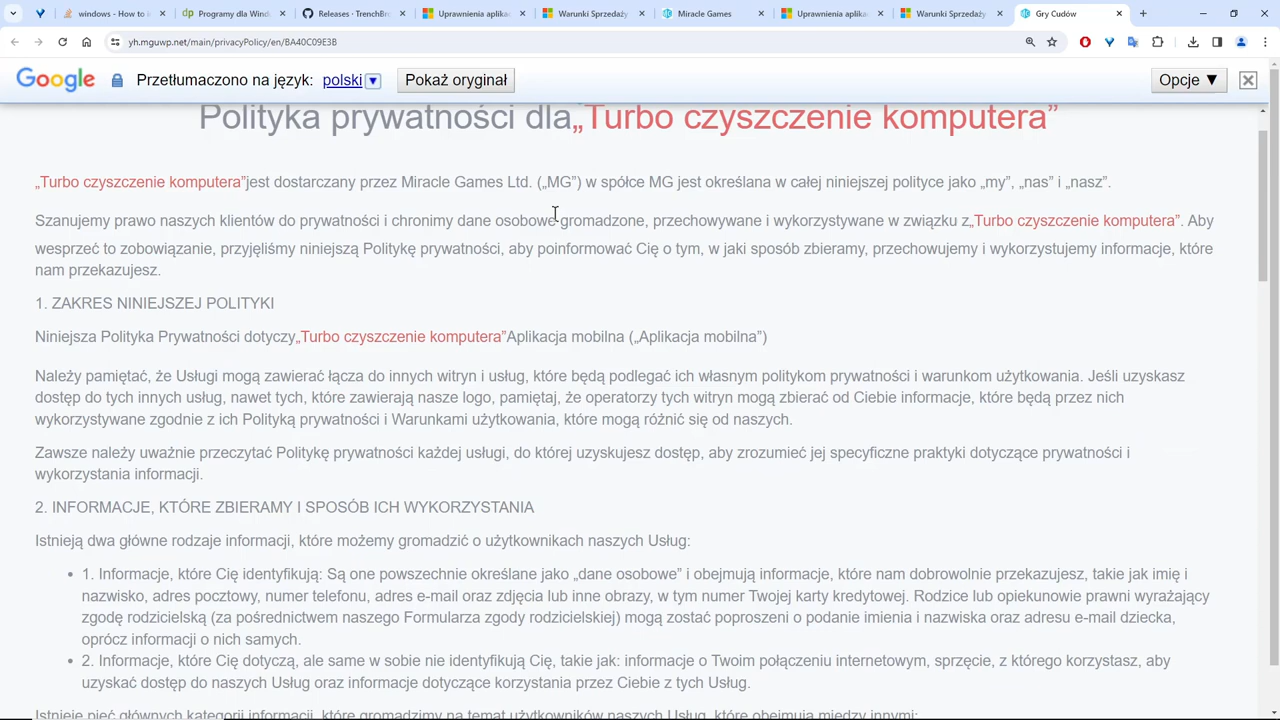 windows - How to i
Programy dla Wind
Releases · TrenchBr
Uprawnienia aplikac
Warunki Sprzedaży
Miracle Games
Uprawnienia aplikac
Warunki Sprzedaży
Gry Cudów
yh.mguwp.net/main/privacyPolicy/en/BA40C09E3B
Google Przetłumaczono na język: polski Pokaż oryginał Opcje ▼
Polityka prywatności dla„Turbo czyszczenie komputera”
„Turbo czyszczenie komputera”jest dostarczany przez Miracle Games Ltd. („MG”) w spółce MG jest określana w całej niniejszej polityce jako „my”, „nas” i „nasz”.
Szanujemy prawo naszych klientów do prywatności i chronimy dane osobowe gromadzone, przechowywane i wykorzystywane w związku z„Turbo czyszczenie komputera”. Aby
wesprzeć to zobowiązanie, przyjęliśmy niniejszą Politykę prywatności, aby poinformować Cię o tym, w jaki sposób zbieramy, przechowujemy i wykorzystujemy informacje, które
nam przekazujesz.
1. ZAKRES NINIEJSZEJ POLITYKI
Niniejsza Polityka Prywatności dotyczy„Turbo czyszczenie komputera”Aplikacja mobilna („Aplikacja mobilna”)
Należy pamiętać, że Usługi mogą zawierać łącza do innych witryn i usług, które będą podlegać ich własnym politykom prywatności i warunkom użytkowania. Jeśli uzyskasz
dostęp do tych innych usług, nawet tych, które zawierają nasze logo, pamiętaj, że operatorzy tych witryn mogą zbierać od Ciebie informacje, które będą przez nich
wykorzystywane zgodnie z ich Polityką prywatności i Warunkami użytkowania, które mogą różnić się od naszych.
Zawsze należy uważnie przeczytać Politykę prywatności każdej usługi, do której uzyskujesz dostęp, aby zrozumieć jej specyficzne praktyki dotyczące prywatności i
wykorzystania informacji.
2. INFORMACJE, KTÓRE ZBIERAMY I SPOSÓB ICH WYKORZYSTANIA
Istnieją dwa główne rodzaje informacji, które możemy gromadzić o użytkownikach naszych Usług:
• 1. Informacje, które Cię identyfikują: Są one powszechnie określane jako „dane osobowe” i obejmują informacje, które nam dobrowolnie przekazujesz, takie jak imię i
nazwisko, adres pocztowy, numer telefonu, adres e-mail oraz zdjęcia lub inne obrazy, w tym numer Twojej karty kredytowej. Rodzice lub opiekunowie prawni wyrażający
zgodę rodzicielską (za pośrednictwem naszego Formularza zgody rodzicielskiej) mogą zostać poproszeni o podanie imienia i nazwiska oraz adresu e-mail dziecka,
oprócz informacji o nich samych.
• 2. Informacje, które Cię dotyczą, ale same w sobie nie identyfikują Cię, takie jak: informacje o Twoim połączeniu internetowym, sprzęcie, z którego korzystasz, aby
uzyskać dostęp do naszych Usług oraz informacje dotyczące korzystania przez Ciebie z tych Usług.
Istnieje pięć głównych kategorii informacji, które gromadzimy na temat użytkowników naszych Usług, które obejmują między innymi: